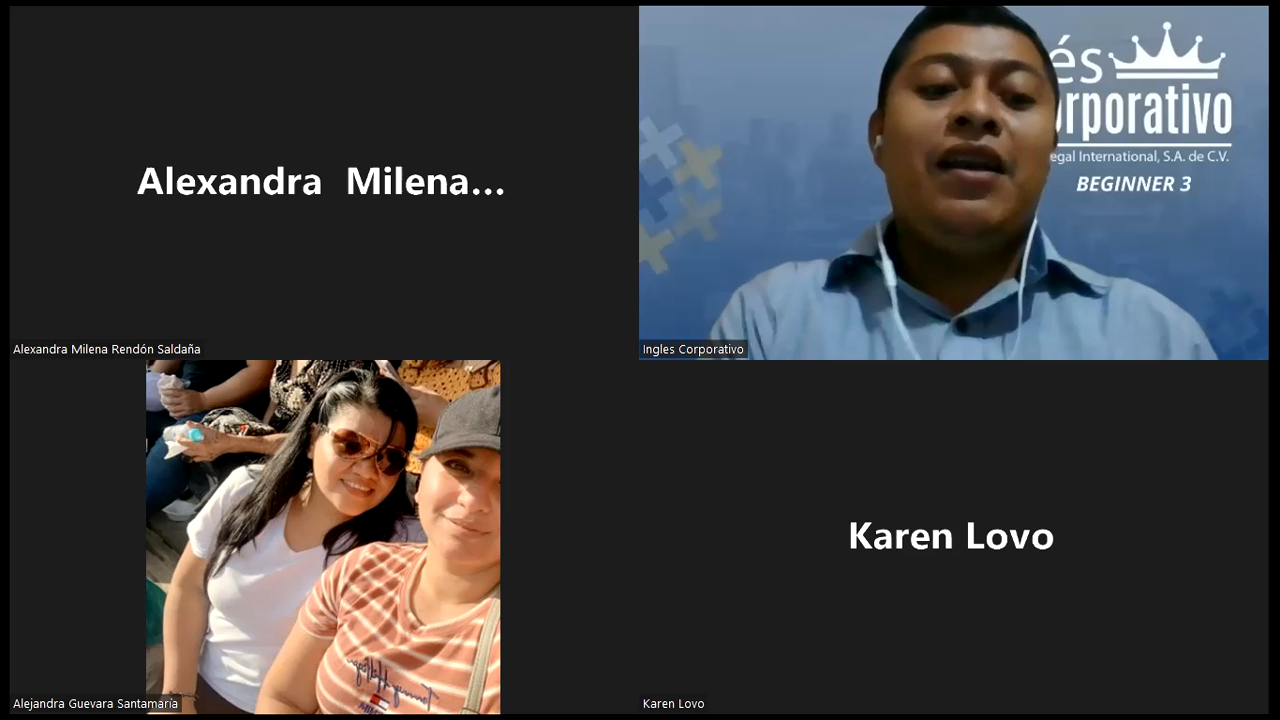 Alexandra Milena...
Alexandra Milena Rendón Saldaña
és
orporativo
egal International, S.A. de C.V.
BEGINNER 3
Ingles Corporativo
Alejandra Guevara Santamaría
Karen Lovo
Karen Lovo